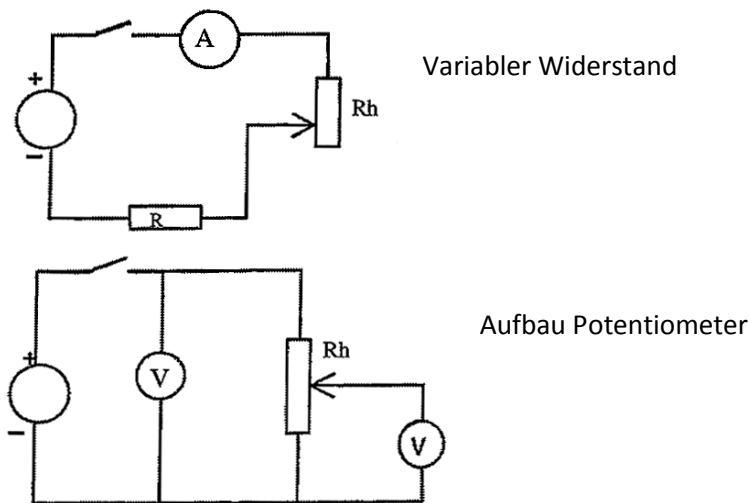 A
Variabler Widerstand
+
Rh
–
R
Aufbau Potentiometer
Rh
+
V
–
V